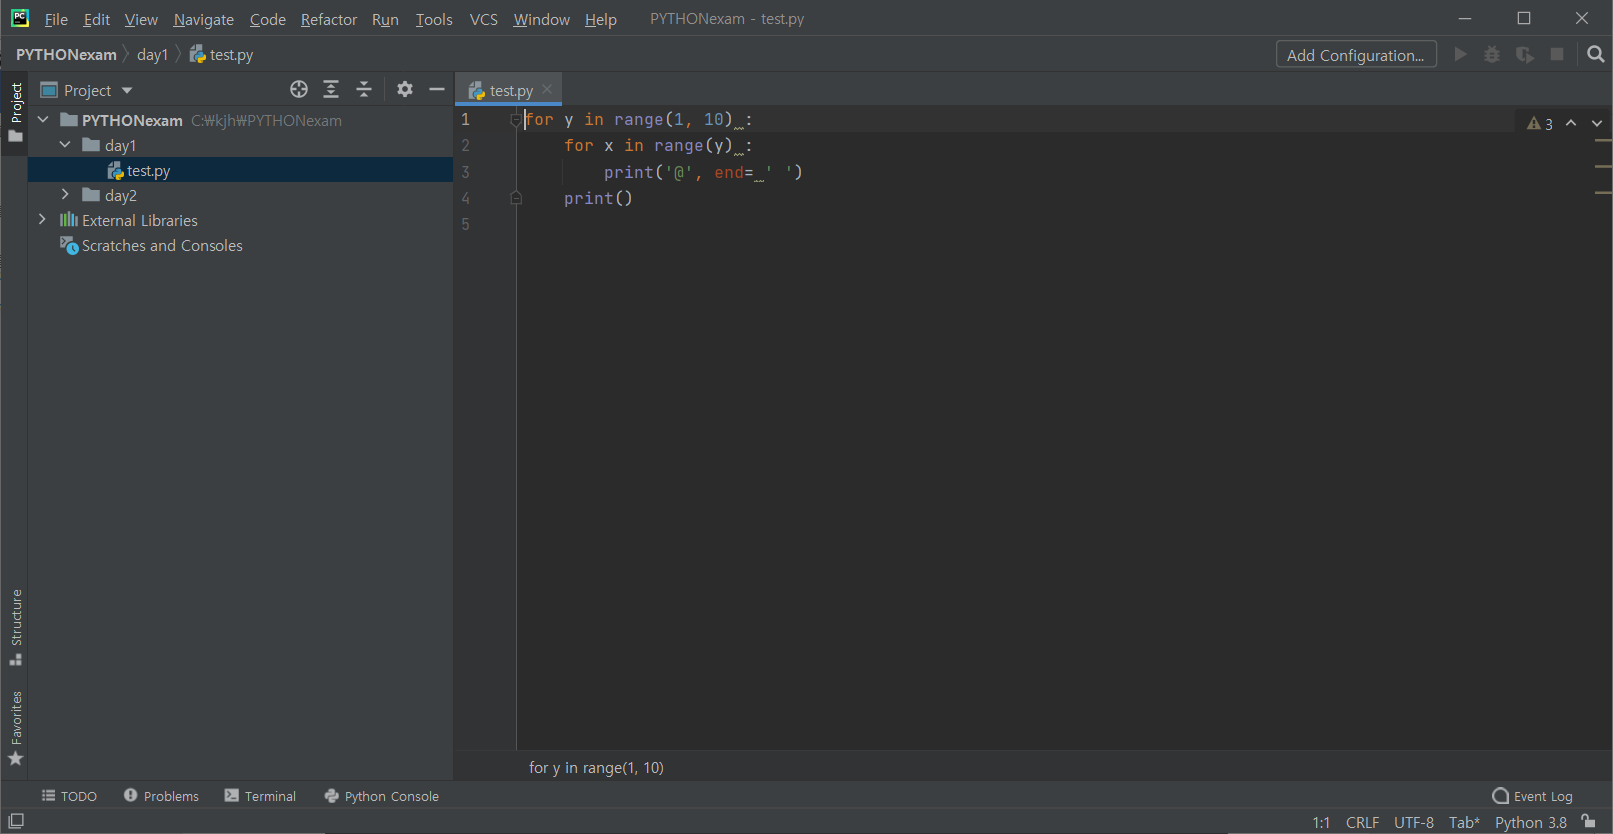 PC File Edit View Navigate Code Refactor Run Tools VCS Window Help PYTHONexam - test.py
PYTHONexam day1 test.py Add Configuration...
Project
Project
test.py
PYTHONexam C:₩kjh₩PYTHONexam
day1
test.py
day2
External Libraries
Scratches and Consoles
1 for y in range(1, 10) :
2 for x in range(y) :
3 print('@', end= ' ')
4 print()
5
3
Structure
Favorites
for y in range(1, 10)
TODO Problems Terminal Python Console Event Log
1:1 CRLF UTF-8 Tab* Python 3.8